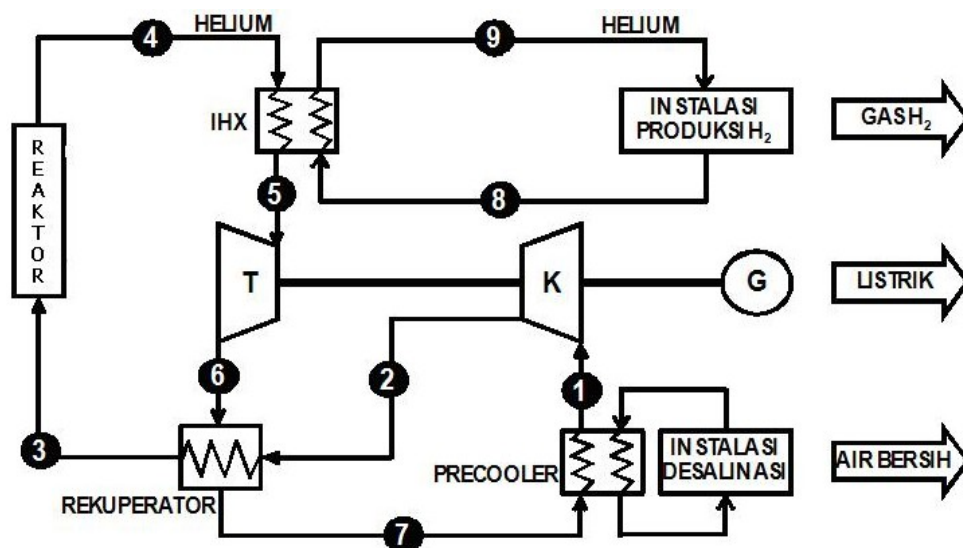 4
HELIUM
9
HELIUM
REAKTOR
IHX
INSTALASI
PRODUKSI H₂
GAS H₂
5
8
T
K
G
LISTRIK
6
2
1
3
REKUPERATOR
PRECOOLER
INSTALASI
DESALINASI
AIR BERSIH
7